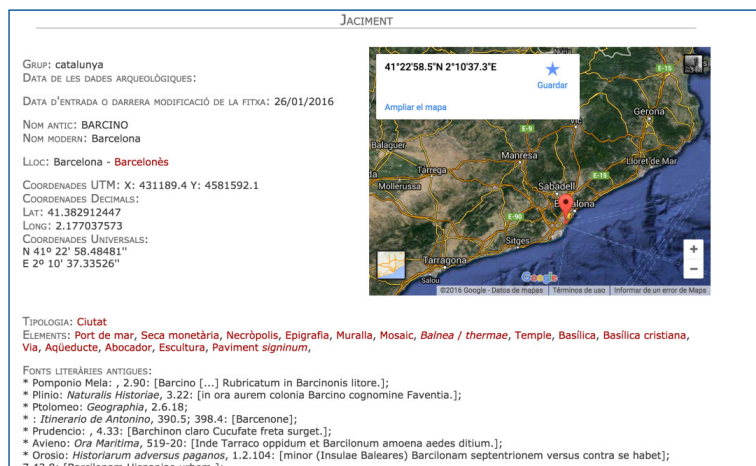 JACIMENT
GRUP: catalunya
DATA DE LES DADES ARQUEOLÒGIQUES:
DATA D'ENTRADA O DARRERA MODIFICACIÓ DE LA FITXA: 26/01/2016
NOM ANTIC: BARCINO
NOM MODERN: Barcelona
LLOC: Barcelona - Barcelonès
COORDENADES UTM: X: 431189.4 Y: 4581592.1
COORDENADES DECIMALS:
LAT: 41.382912447
LONG: 2.177037573
COORDENADES UNIVERSALS:
N 41º 22' 58.48481''
E 2º 10' 37.33526''
41°22'58.5"N 2°10'37.3"E
Guardar
Ampliar el mapa
E-15
Gerona
E-9
Balaguer
Manresa
Lloret de Mar
Tárrega
Mollerussa
E-15
Sabadell
E-90
Sitges
Tarragona
Salou
Google
©2016 Google - Datos de mapas
Términos de uso
Informar de un error de Maps
TIPOLOGIA: Ciutat
ELEMENTS: Port de mar, Seca monetària, Necròpolis, Epigrafia, Muralla, Mosaic, Balnea / thermae, Temple, Basílica, Basílica cristiana,
Via, Aqüeducte, Abocador, Escultura, Paviment signinum,
FONTS LITERÀRIES ANTIGUES:
* Pomponio Mela: , 2.90: [Barcino [...] Rubricatum in Barcinonis litore.];
* Plinio: Naturalis Historiae, 3.22: [in ora aurem colonia Barcino cognomine Faventia.];
* Ptolomeo: Geographia, 2.6.18;
* : Itinerario de Antonino, 390.5; 398.4: [Barcenone];
* Prudencio: , 4.33: [Barchinon claro Cucufate freta surget.];
* Avieno: Ora Maritima, 519-20: [Inde Tarraco oppidum et Barcilonum amoena aedes ditium.];
* Orosio: Historiarum adversus paganos, 1.2.104: [minor (Insulae Baleares) Barcilonam septentrionem versus contra se habet];